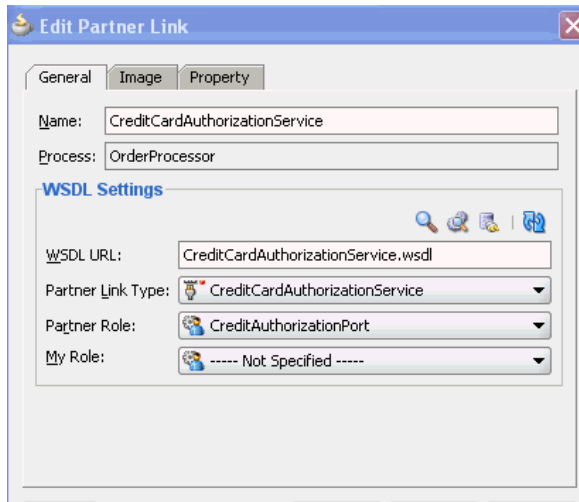 Edit Partner Link
General Image Property
Name: CreditCardAuthorizationService
Process: OrderProcessor
WSDL Settings
WSDL URL: CreditCardAuthorizationService.wsdl
Partner Link Type: CreditCardAuthorizationService
Partner Role: CreditAuthorizationPort
My Role: ----- Not Specified -----